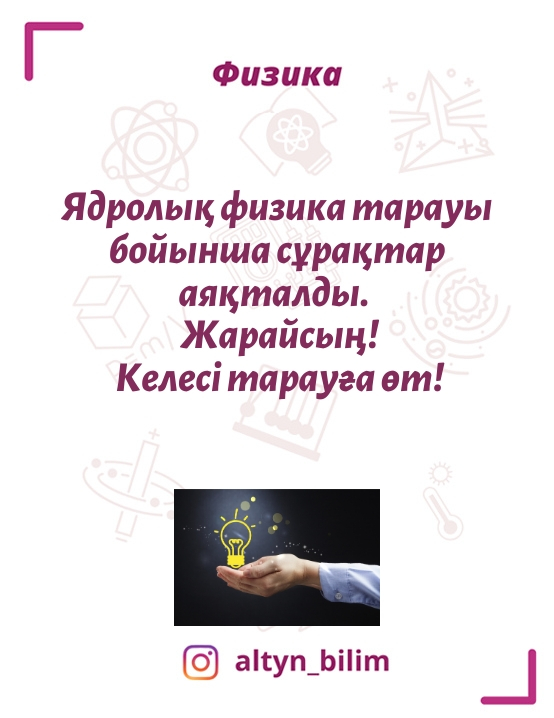 Физика
Ядролық физика тарауы
бойынша сұрақтар
аяқталды.
Жарайсың!
Келесі тарауға өт!
altyn_bilim